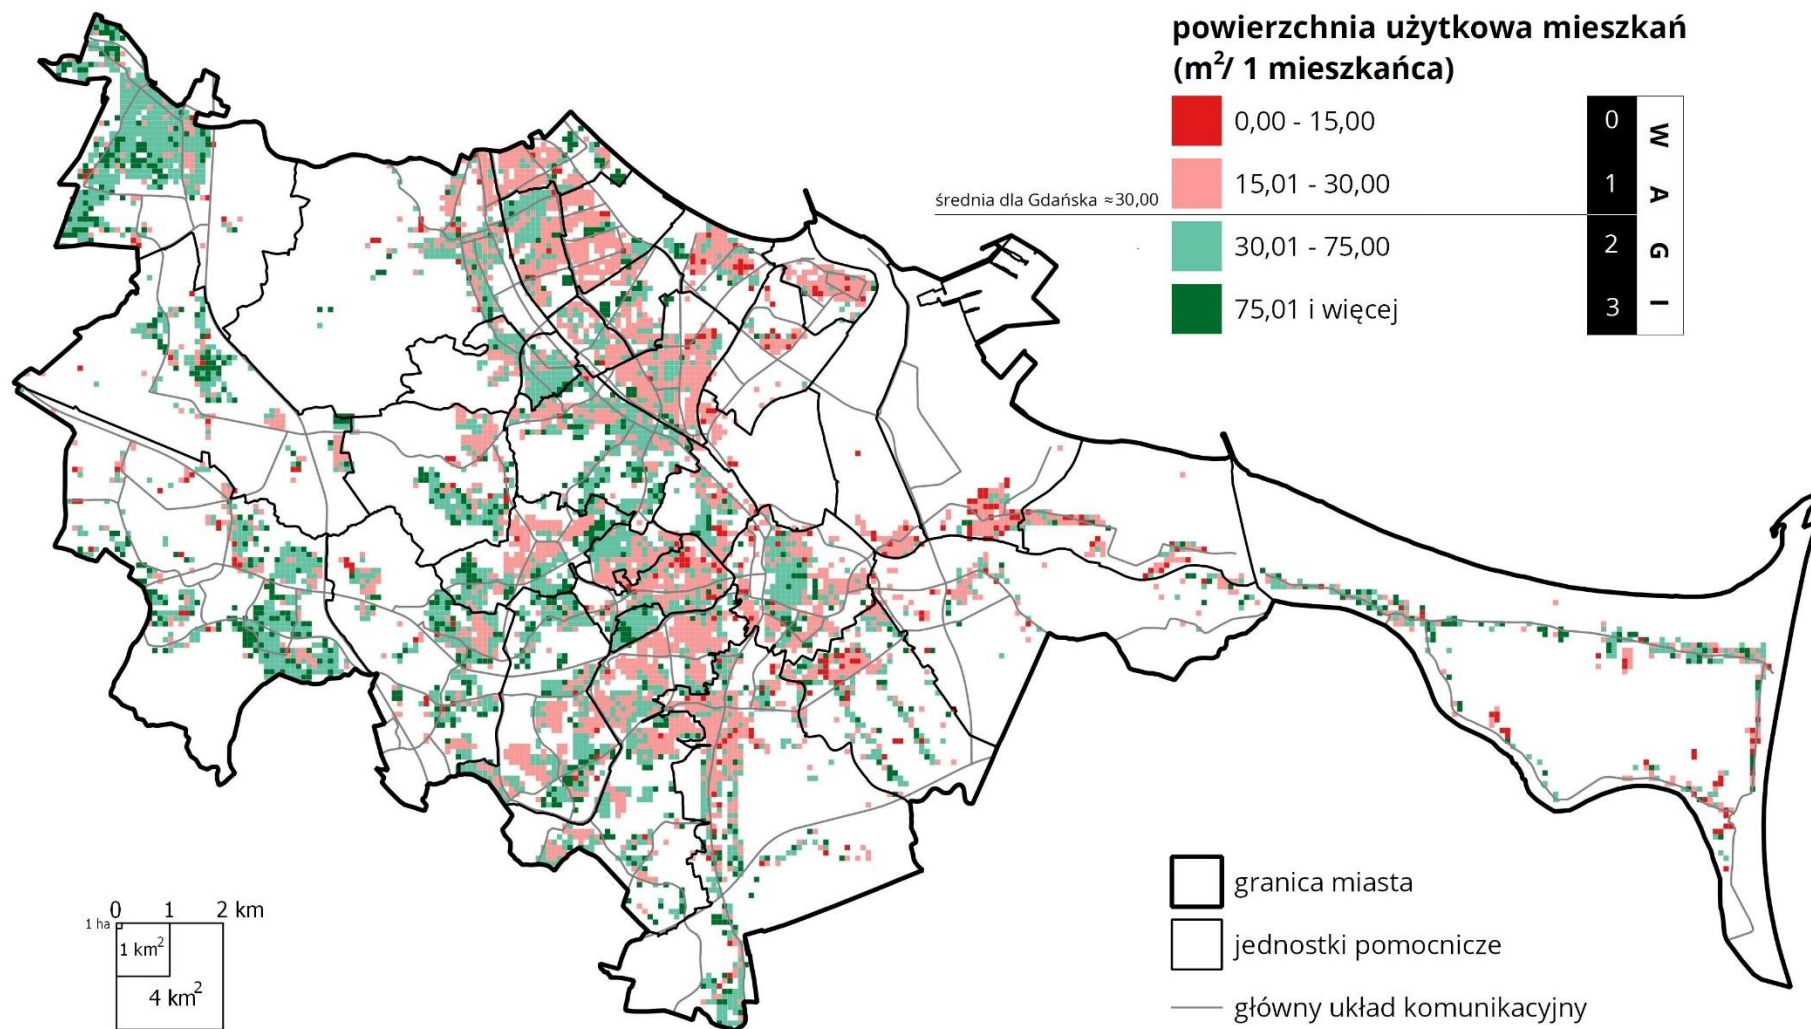 powierzchnia użytkowa mieszkań
(m²/ 1 mieszkańca)
0,00 - 15,00
15,01 - 30,00
średnia dla Gdańska ≈30,00
30,01 - 75,00
75,01 i więcej
0
1
2
3
WAGI
granica miasta
jednostki pomocnicze
główny układ komunikacyjny
0 1 2 km
1 ha
1 km²
4 km²